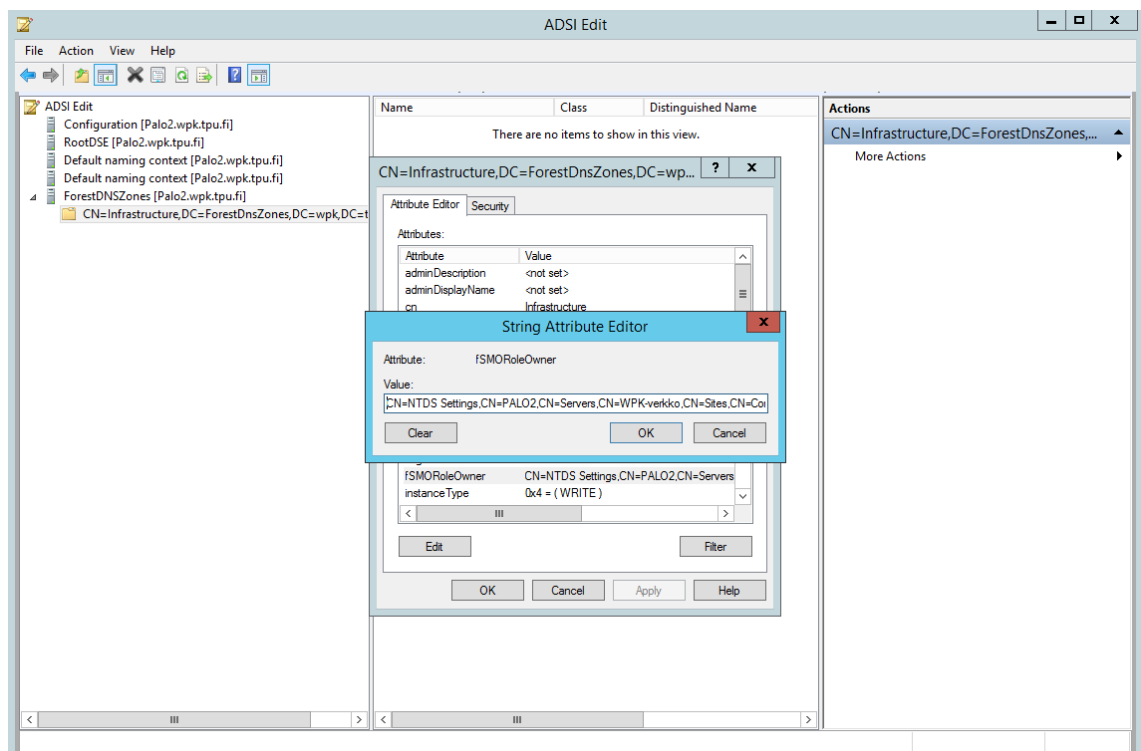 ADSI Edit
File Action View Help
ADSI Edit
Configuration [Palo2.wpk.tpu.fi]
RootDSE [Palo2.wpk.tpu.fi]
Default naming context [Palo2.wpk.tpu.fi]
Default naming context [Palo2.wpk.tpu.fi]
ForestDNSZones [Palo2.wpk.tpu.fi]
CN=Infrastructure,DC=ForestDnsZones,DC=wpk,DC=t
Name Class Distinguished Name
There are no items to show in this view.
Actions
CN=Infrastructure,DC=ForestDnsZones,...
More Actions
CN=Infrastructure,DC=ForestDnsZones,DC=wp... ? x
Attribute Editor Security
Attributes:
Attribute Value
adminDescription <not set>
adminDisplayName <not set>
cn Infrastructure
String Attribute Editor x
Attribute: fSMORoleOwner
Value:
CN=NTDS Settings,CN=PALO2,CN=Servers,CN=WPK-verkko,CN=Sites,CN=Cor
Clear OK Cancel
fSMORoleOwner CN=NTDS Settings,CN=PALO2,CN=Servers
instanceType 0x4 = ( WRITE )
Edit Filter
OK Cancel Apply Help